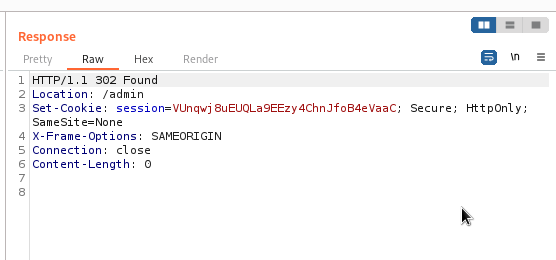 Response
Pretty Raw Hex Render \n
1 HTTP/1.1 302 Found
2 Location: /admin
3 Set-Cookie: session=VUnqwj8uEUQLa9EEzy4ChnJfoB4eVaaC; Secure; HttpOnly;
SameSite=None
4 X-Frame-Options: SAMEORIGIN
5 Connection: close
6 Content-Length: 0
7
8